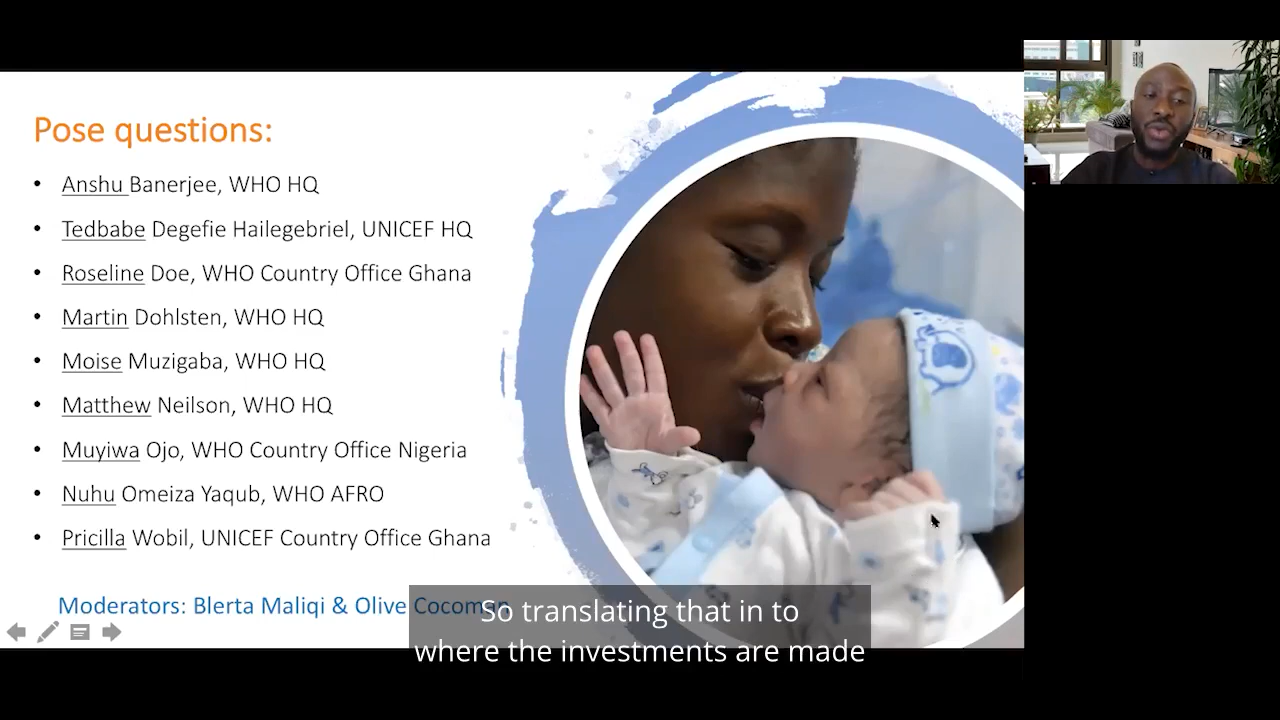 Pose questions:
• Anshu Banerjee, WHO HQ
• Tedbabe Degefie Hailegebriel, UNICEF HQ
• Roseline Doe, WHO Country Office Ghana
• Martin Dohlsten, WHO HQ
• Moise Muzigaba, WHO HQ
• Matthew Neilson, WHO HQ
• Muyiwa Ojo, WHO Country Office Nigeria
• Nuhu Omeiza Yaqub, WHO AFRO
• Pricilla Wobil, UNICEF Country Office Ghana
Moderators: Blerta Maliqi & Olive Cocoman
So translating that in to
where the investments are made